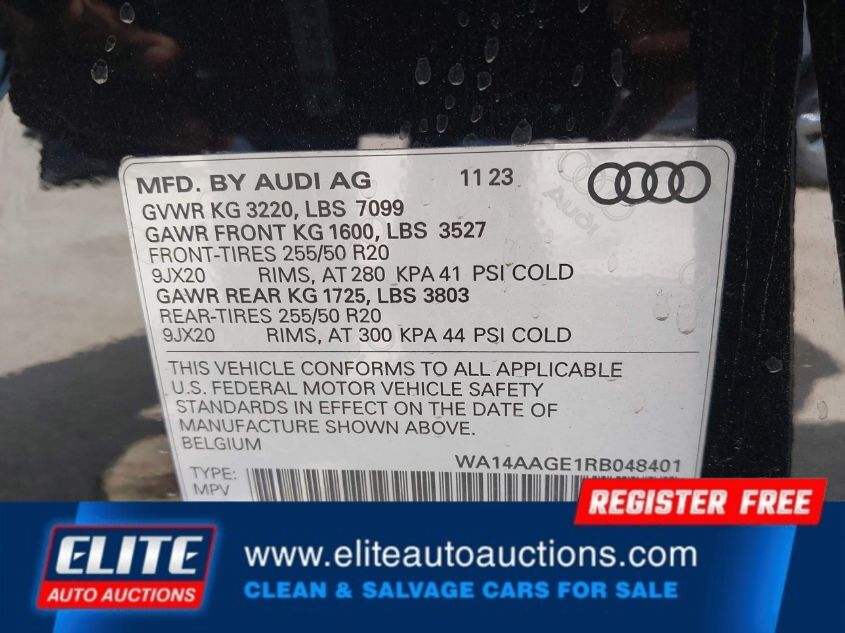 MFD. BY AUDI AG 11 23
GVWR KG 3220, LBS 7099
GAWR FRONT KG 1600, LBS 3527
FRONT-TIRES 255/50 R20
9JX20 RIMS, AT 280 KPA 41 PSI COLD
GAWR REAR KG 1725, LBS 3803
REAR-TIRES 255/50 R20
9JX20 RIMS, AT 300 KPA 44 PSI COLD
THIS VEHICLE CONFORMS TO ALL APPLICABLE
U.S. FEDERAL MOTOR VEHICLE SAFETY
STANDARDS IN EFFECT ON THE DATE OF
MANUFACTURE SHOWN ABOVE.
BELGIUM
WA14AAGE1RB048401
TYPE:
MPV
Audi
REGISTER FREE
ELITE
AUTO AUCTIONS
www.eliteautoauctions.com
CLEAN & SALVAGE CARS FOR SALE